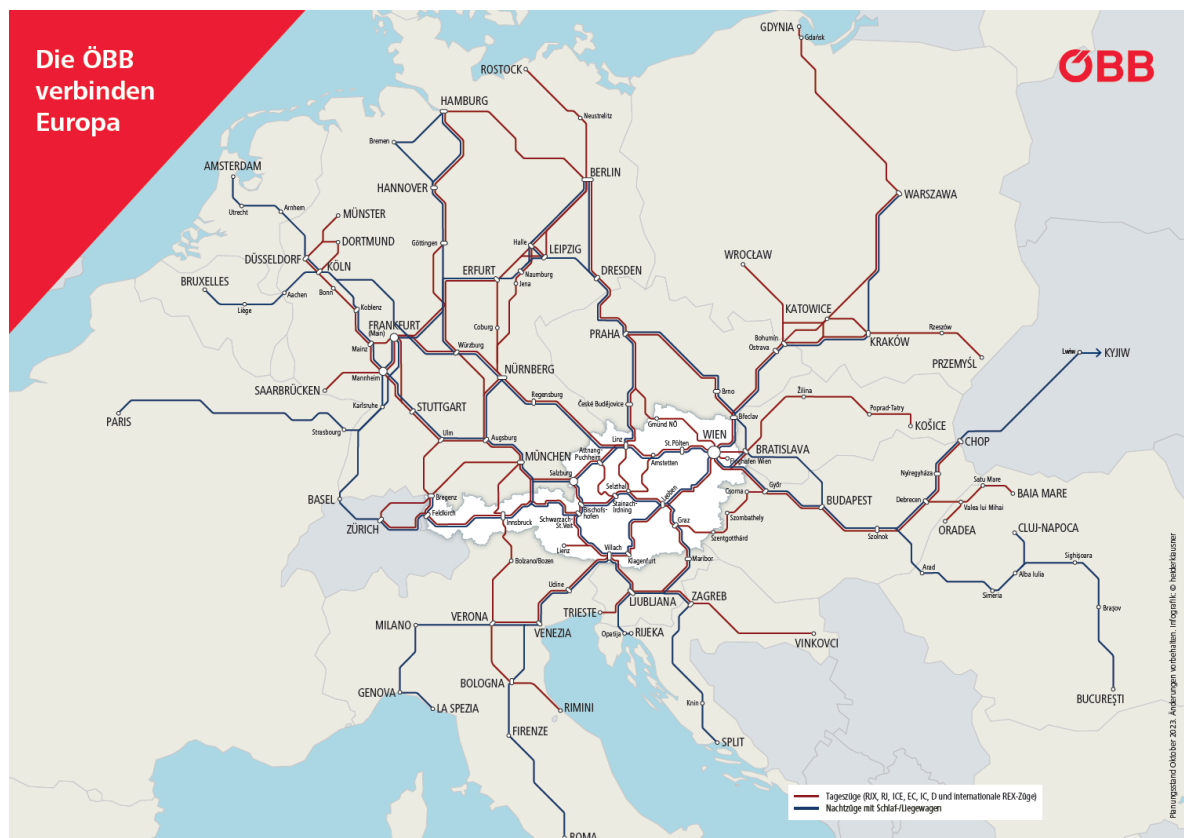 Die ÖBB
verbinden
Europa
ÖBB
GDYNIA
Gdańsk
ROSTOCK
Neustrelitz
HAMBURG
Bremen
AMSTERDAM
Utrecht
Arnhem
HANNOVER
BERLIN
WARSZAWA
MÜNSTER
DORTMUND
DÜSSELDORF
KÖLN
Göttingen
Halle
LEIPZIG
WROCŁAW
BRUXELLES
Liège
Aachen
Bonn
Koblenz
ERFURT
Naumburg
Jena
DRESDEN
KATOWICE
FRANKFURT
(Main)
Mainz
Coburg
PRAHA
Bohumín
Ostrava
KRAKÓW
Rzeszów
PRZEMYŚL
Lwiw
KYJIW
Würzburg
NÜRNBERG
SAARBRÜCKEN
Mannheim
Karlsruhe
STUTTGART
Regensburg
České Budějovice
Brno
Břeclav
Žilina
Poprad-Tatry
KOŠICE
PARIS
Strasbourg
Ulm
Augsburg
MÜNCHEN
Gmünd NÖ
Linz
WIEN
St. Pölten
Amstetten
Flughafen Wien
BRATISLAVA
CHOP
Attnang-
Puchheim
Salzburg
Selzthal
Stainach-
Irdning
Bischofs-
hofen
Leoben
Csorna
Győr
BUDAPEST
Nyíregyháza
Debrecen
Satu Mare
Valea lui Mihai
BAIA MARE
ORADEA
BASEL
ZÜRICH
Bregenz
Feldkirch
Innsbruck
Schwarzach-
St. Veit
Lienz
Graz
Szombathely
Szentgotthárd
Szolnok
CLUJ-NAPOCA
Bolzano/Bozen
Villach
Klagenfurt
Maribor
Arad
Simeria
Alba Iulia
Sighișoara
Brașov
Udine
LJUBLJANA
ZAGREB
TRIESTE
Opatija
RIJEKA
VINKOVCI
MILANO
VERONA
VENEZIA
GENOVA
LA SPEZIA
BOLOGNA
RIMINI
FIRENZE
Knin
SPLIT
BUCUREȘTI
ROMA
Tageszüge (RJX, RJ, ICE, EC, IC, D und internationale REX-Züge)
Nachtzüge mit Schlaf-/Liegewagen
Planungsstand Oktober 2023. Änderungen vorbehalten. Infografik: © heiderklausner